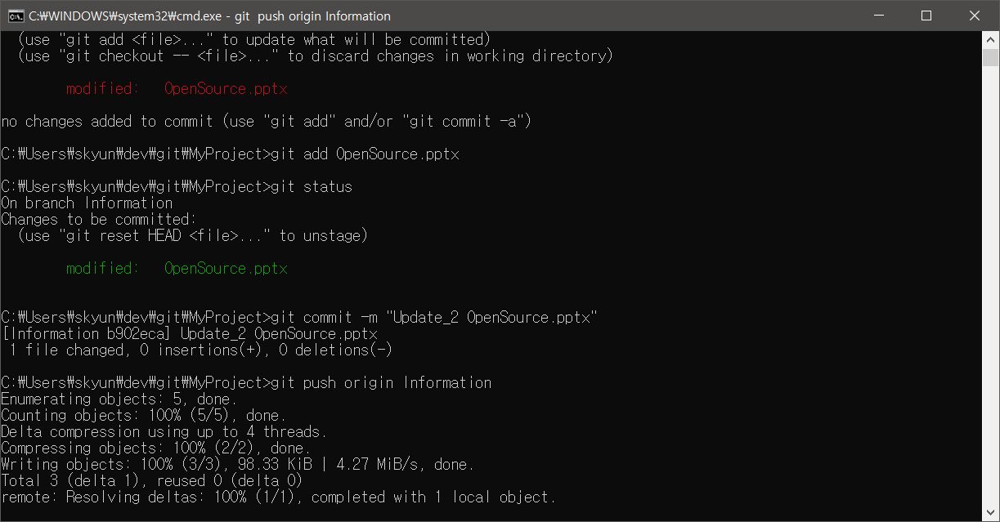 C:₩WINDOWS₩system32₩cmd.exe - git  push origin Information
  (use "git add <file>..." to update what will be committed)
  (use "git checkout -- <file>..." to discard changes in working directory)
        modified:   OpenSource.pptx
no changes added to commit (use "git add" and/or "git commit -a")
C:₩Users₩skyun₩dev₩git₩MyProject>git add OpenSource.pptx
C:₩Users₩skyun₩dev₩git₩MyProject>git status
On branch Information
Changes to be committed:
  (use "git reset HEAD <file>..." to unstage)
        modified:   OpenSource.pptx
C:₩Users₩skyun₩dev₩git₩MyProject>git commit -m "Update_2 OpenSource.pptx"
[Information b902eca] Update_2 OpenSource.pptx
 1 file changed, 0 insertions(+), 0 deletions(-)
C:₩Users₩skyun₩dev₩git₩MyProject>git push origin Information
Enumerating objects: 5, done.
Counting objects: 100% (5/5), done.
Delta compression using up to 4 threads.
Compressing objects: 100% (2/2), done.
Writing objects: 100% (3/3), 98.33 KiB | 4.27 MiB/s, done.
Total 3 (delta 1), reused 0 (delta 0)
remote: Resolving deltas: 100% (1/1), completed with 1 local object.